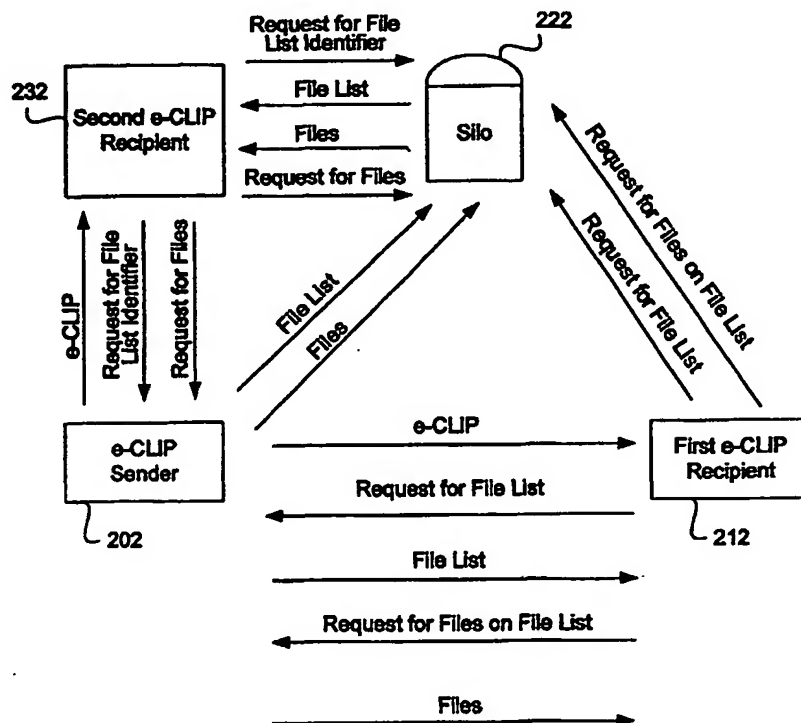 Request for File
List Identifier
222
232
Second e-CLIP
Recipient
File List
Files
Request for Files
Silo
Request for Files on File List
Request for File List
e-CLIP
Request for File
List Identifier
Request for Files
File List
Files
e-CLIP
Sender
202
e-CLIP
First e-CLIP
Recipient
212
Request for File List
File List
Request for Files on File List
Files